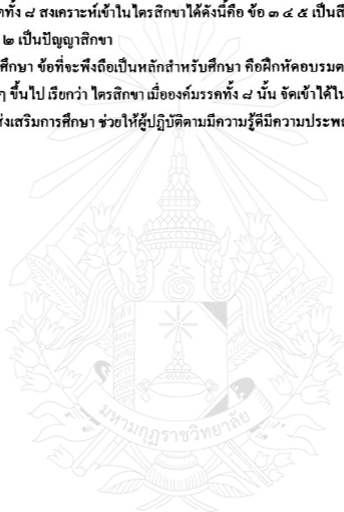 ทั้ง ๘ สงเคราะห์เข้าในไตรสิกขาได้ดังนี้คือ ข้อ ๓ ๔ ๕ เป็น
๒ เป็นปัญญาสิกขา
ศึกษา ข้อที่จะพึงถือเป็นหลักสำหรับศึกษา คือฝึกหัดอบรม
ๆ ขึ้นไป เรียกว่า ไตรสิกขา เมื่อองค์มรรคทั้ง ๘ นั้น จัดเข้าได้ใน
ส่งเสริมการศึกษา ช่วยให้ผู้ปฏิบัติตามมีความรู้ดีมีความ
มหามกุฏราชวิทยาลัย